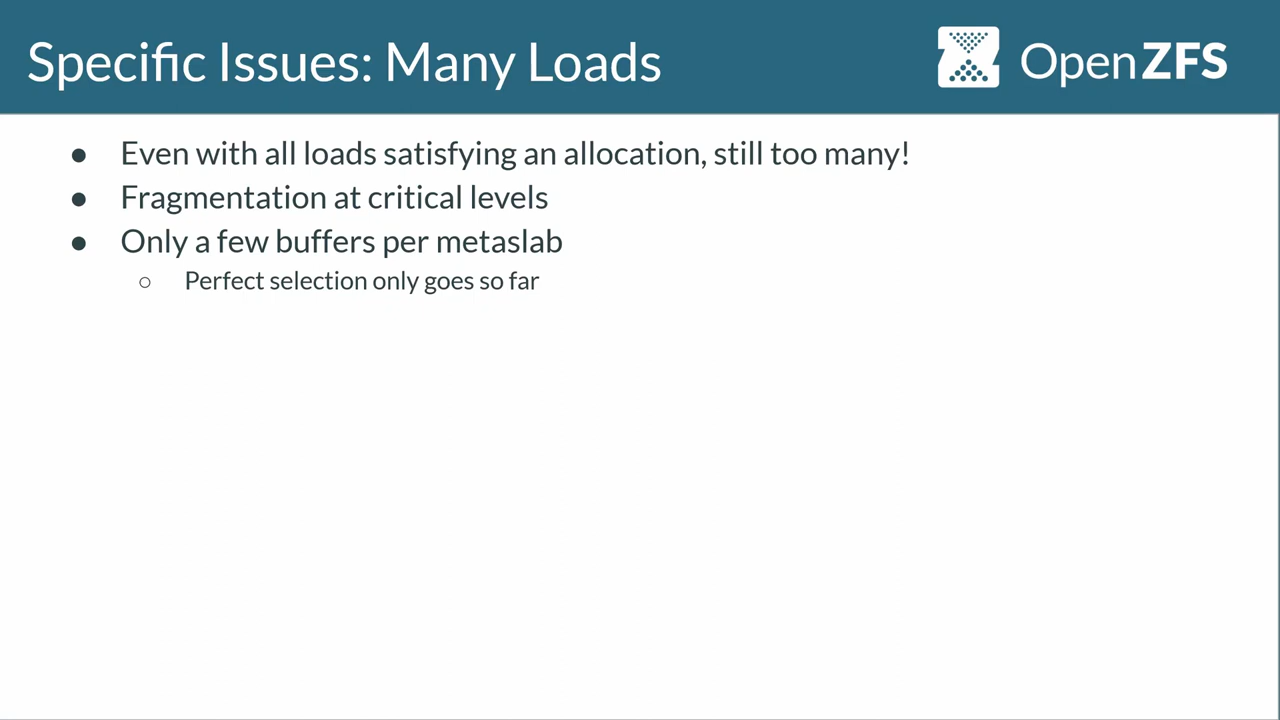 Specific Issues: Many Loads
OpenZFS
● Even with all loads satisfying an allocation, still too many!
● Fragmentation at critical levels
● Only a few buffers per metaslab
○ Perfect selection only goes so far